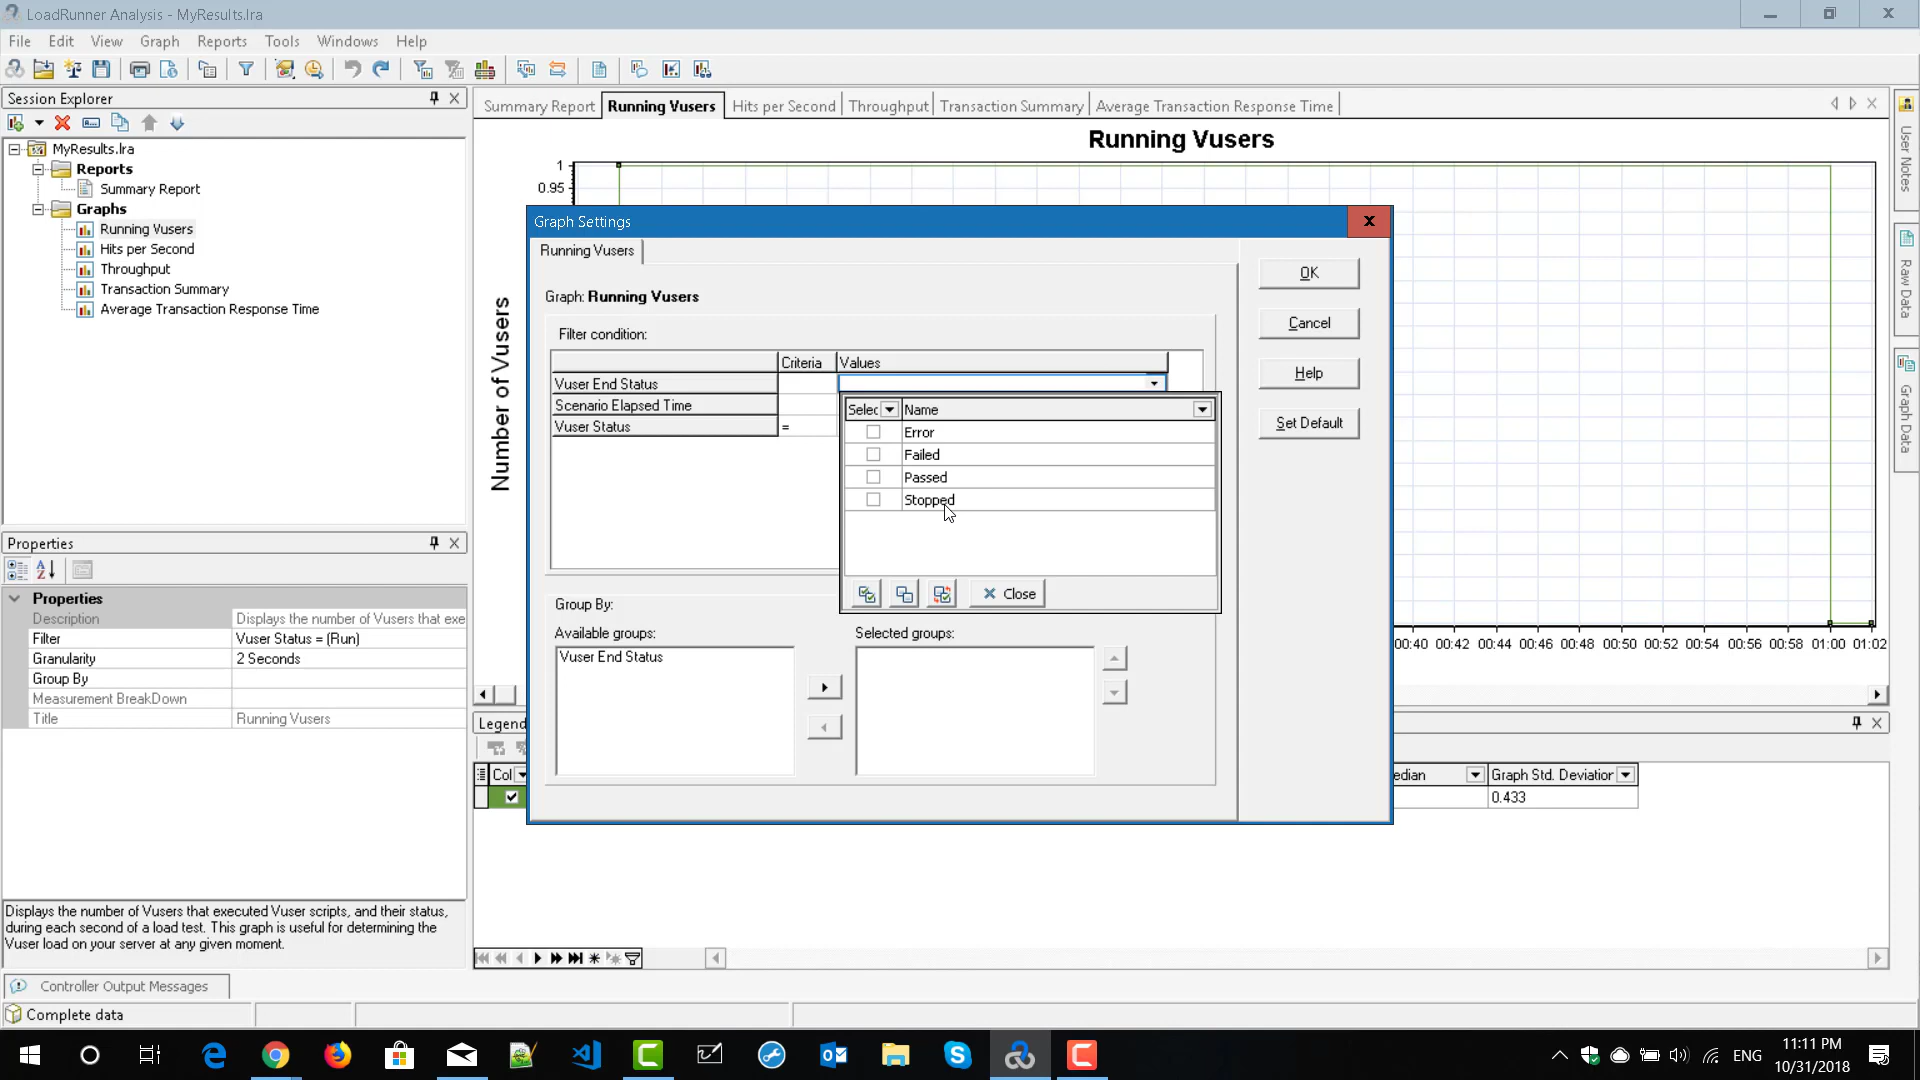 LoadRunner Analysis - MyResults.lra
File Edit View Graph Reports Tools Windows Help
Session Explorer
MyResults.lra
Reports
Summary Report
Graphs
Running Vusers
Hits per Second
Throughput
Transaction Summary
Average Transaction Response Time
Summary Report Running Vusers Hits per Second Throughput Transaction Summary Average Transaction Response Time
Running Vusers
1
0.95
Number of Vusers
Graph Settings
Running Vusers
Graph: Running Vusers
Filter condition:
Criteria Values
Vuser End Status
Scenario Elapsed Time
Vuser Status =
Selec Name
Error
Failed
Passed
Stopped
Close
Group By:
Available groups: Selected groups:
Vuser End Status
OK
Cancel
Help
Set Default
00:40 00:42 00:44 00:46 00:48 00:50 00:52 00:54 00:56 00:58 01:00 01:02
User Notes
Raw Data
Graph Data
Properties
Properties
Description Displays the number of Vusers that exe
Filter Vuser Status = (Run)
Granularity 2 Seconds
Group By
Measurement BreakDown
Title Running Vusers
Displays the number of Vusers that executed Vuser scripts, and their status,
during each second of a load test. This graph is useful for determining the
Vuser load on your server at any given moment.
Legend
Col edian Graph Std. Deviation
0.433
Controller Output Messages
Complete data
ENG
11:11 PM
10/31/2018